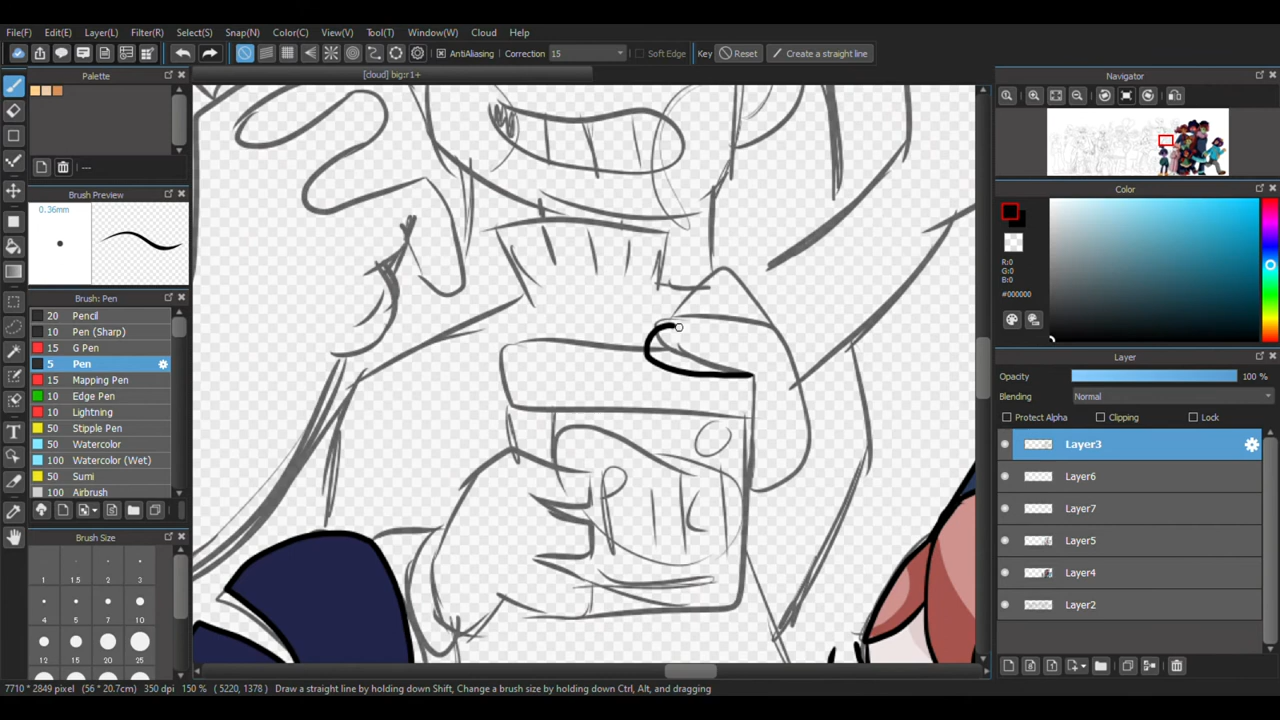 File(F) Edit(E) Layer(L) Filter(R) Select(S) Snap(N) Color(C) View(V) Tool(T) Window(W) Cloud Help
AntiAliasing Correction 15 Soft Edge Key Reset Create a straight line
Palette
[cloud] big:r1+
Navigator
---
Brush Preview
0.36mm
Color
R:0
G:0
B:0
#000000
Brush: Pen
20 Pencil
10 Pen (Sharp)
15 G Pen
5 Pen
15 Mapping Pen
10 Edge Pen
10 Lightning
50 Stipple Pen
50 Watercolor
100 Watercolor (Wet)
50 Sumi
100 Airbrush
Layer
Opacity 100 %
Blending Normal
Protect Alpha Clipping Lock
Layer3
Layer6
Layer7
Layer5
Layer4
Layer2
Brush Size
1 1.5 2 3
4 5 7 10
12 15 20 25
7710 * 2849 pixel (56 * 20.7cm) 350 dpi 150 % ( 5220, 1378 ) Draw a straight line by holding down Shift, Change a brush size by holding down Ctrl, Alt, and dragging